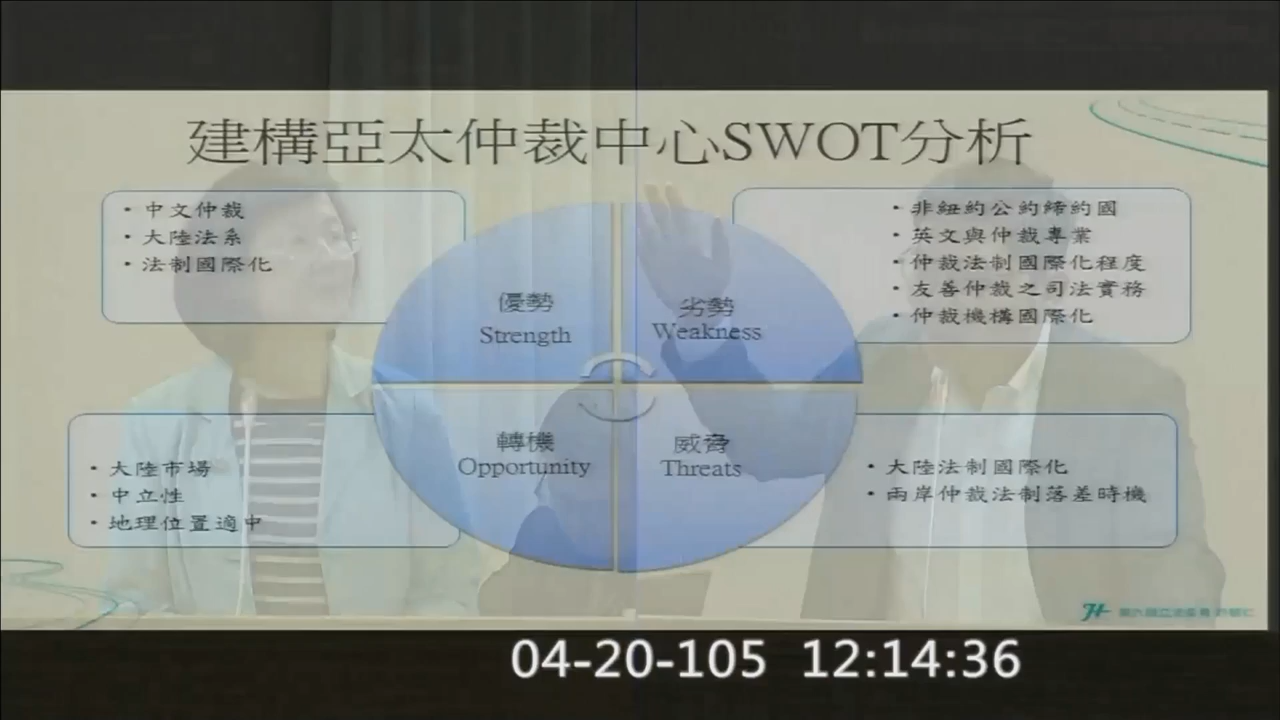 建構亞太仲裁中心SWOT分析
• 中文仲裁
• 大陸法系
• 法制國際化
• 非紐約公約締約國
• 英文與仲裁專業
• 仲裁法制國際化程度
• 友善仲裁之司法實務
• 仲裁機構國際化
優勢
Strength
劣勢
Weakness
轉機
Opportunity
威脅
Threats
• 大陸市場
• 中立性
• 地理位置適中
• 大陸法制國際化
• 兩岸仲裁法制落差時機
04-20-105 12:14:36